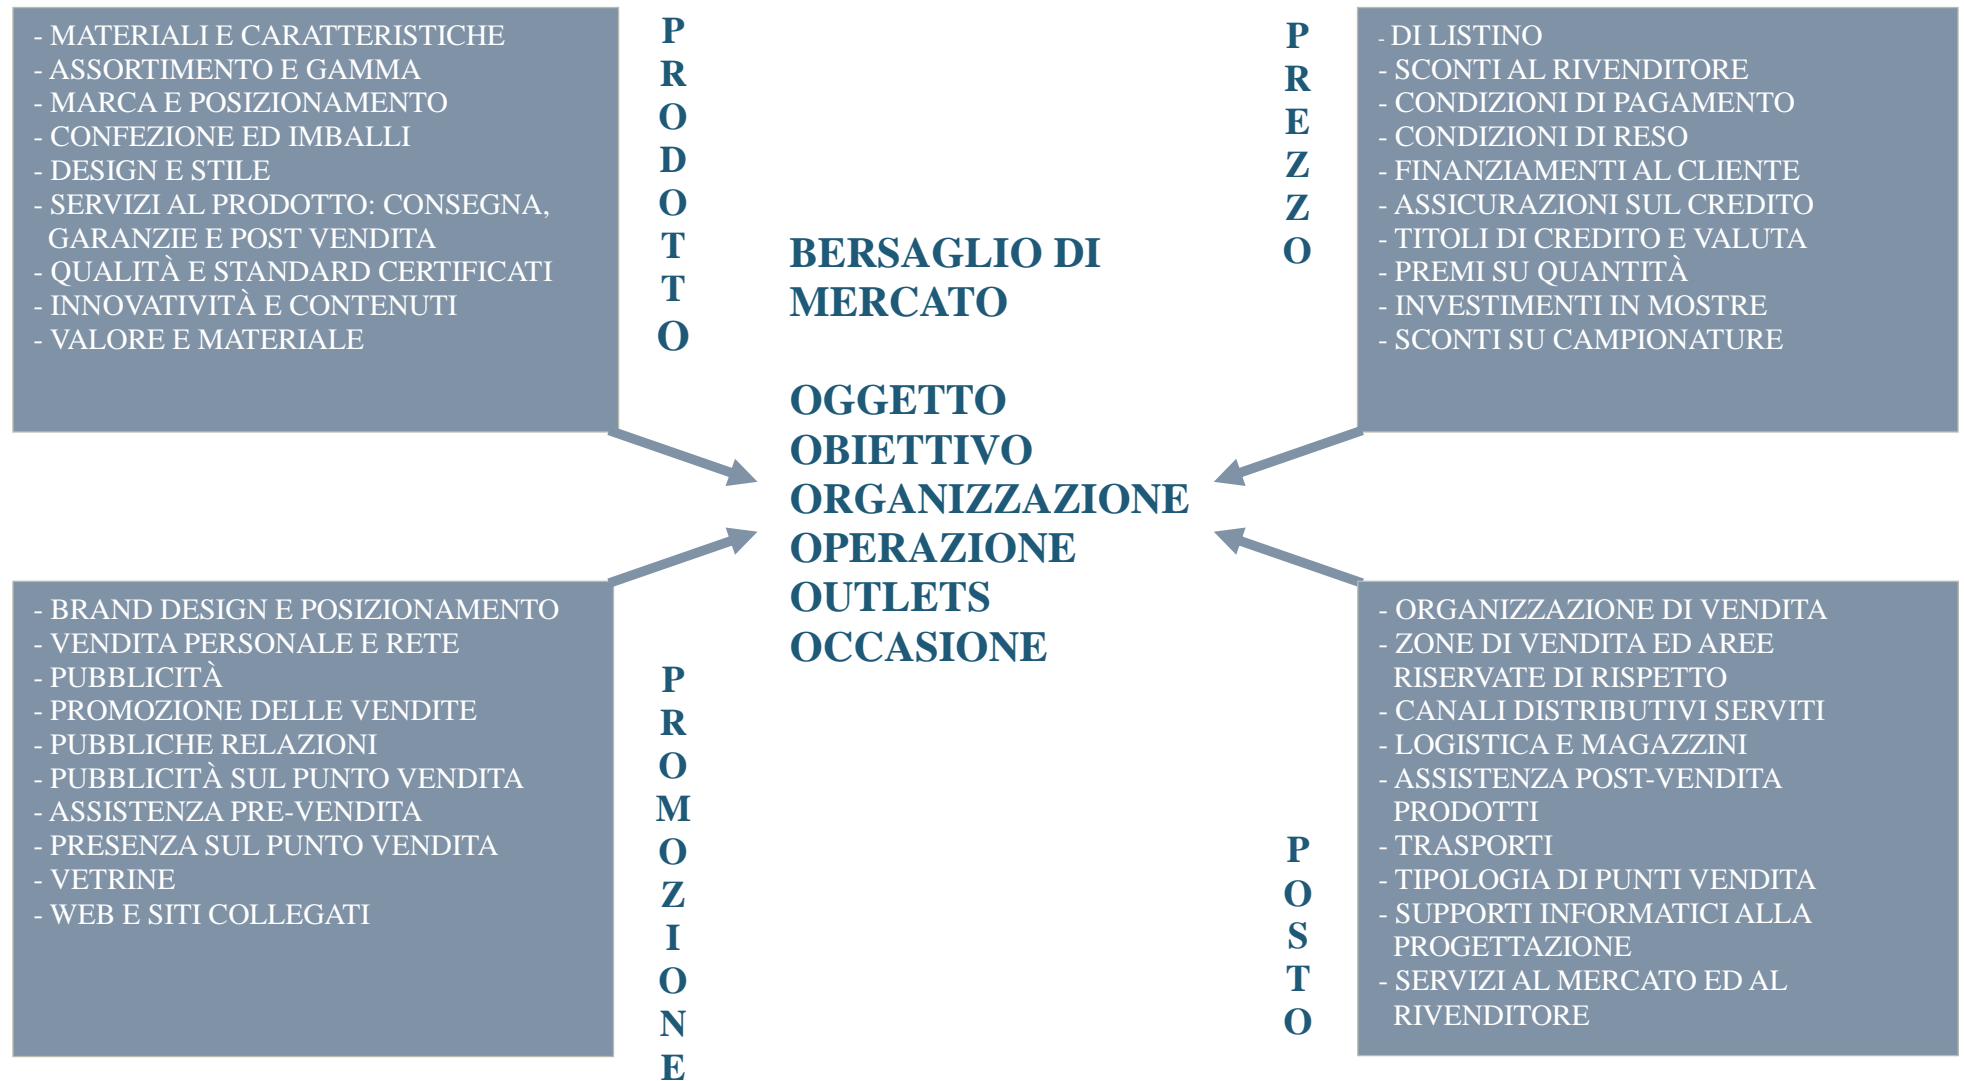 - MATERIALI E CARATTERISTICHE
- ASSORTIMENTO E GAMMA
- MARCA E POSIZIONAMENTO
- CONFEZIONE ED IMBALLI
- DESIGN E STILE
- SERVIZI AL PRODOTTO: CONSEGNA,
GARANZIE E POST VENDITA
- QUALITÀ E STANDARD CERTIFICATI
- INNOVATIVITÀ E CONTENUTI
- VALORE E MATERIALE
PRODOTTO
BERSAGLIO DI
MERCATO
OGGETTO
OBIETTIVO
ORGANIZZAZIONE
OPERAZIONE
OUTLETS
OCCASIONE
PREZZO
- DI LISTINO
- SCONTI AL RIVENDITORE
- CONDIZIONI DI PAGAMENTO
- CONDIZIONI DI RESO
- FINANZIAMENTI AL CLIENTE
- ASSICURAZIONI SUL CREDITO
- TITOLI DI CREDITO E VALUTA
- PREMI SU QUANTITÀ
- INVESTIMENTI IN MOSTRE
- SCONTI SU CAMPIONATURE
- BRAND DESIGN E POSIZIONAMENTO
- VENDITA PERSONALE E RETE
- PUBBLICITÀ
- PROMOZIONE DELLE VENDITE
- PUBBLICHE RELAZIONI
- PUBBLICITÀ SUL PUNTO VENDITA
- ASSISTENZA PRE-VENDITA
- PRESENZA SUL PUNTO VENDITA
- VETRINE
- WEB E SITI COLLEGATI
PROMOZIONE
POSTO
- ORGANIZZAZIONE DI VENDITA
- ZONE DI VENDITA ED AREE
RISERVATE DI RISPETTO
- CANALI DISTRIBUTIVI SERVITI
- LOGISTICA E MAGAZZINI
- ASSISTENZA POST-VENDITA
PRODOTTI
- TRASPORTI
- TIPOLOGIA DI PUNTI VENDITA
- SUPPORTI INFORMATICI ALLA
PROGETTAZIONE
- SERVIZI AL MERCATO ED AL
RIVENDITORE